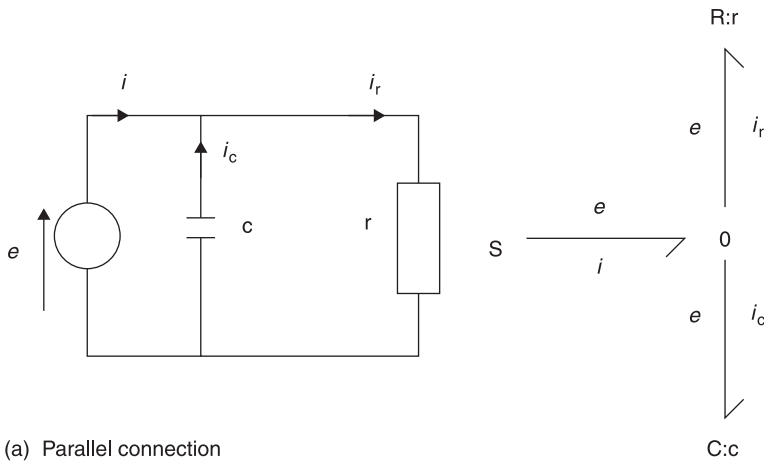 R:r
i
i_r
e
i_r
i_c
e
c
r
S
0
e
i
e
i_c
(a) Parallel connection
C:c